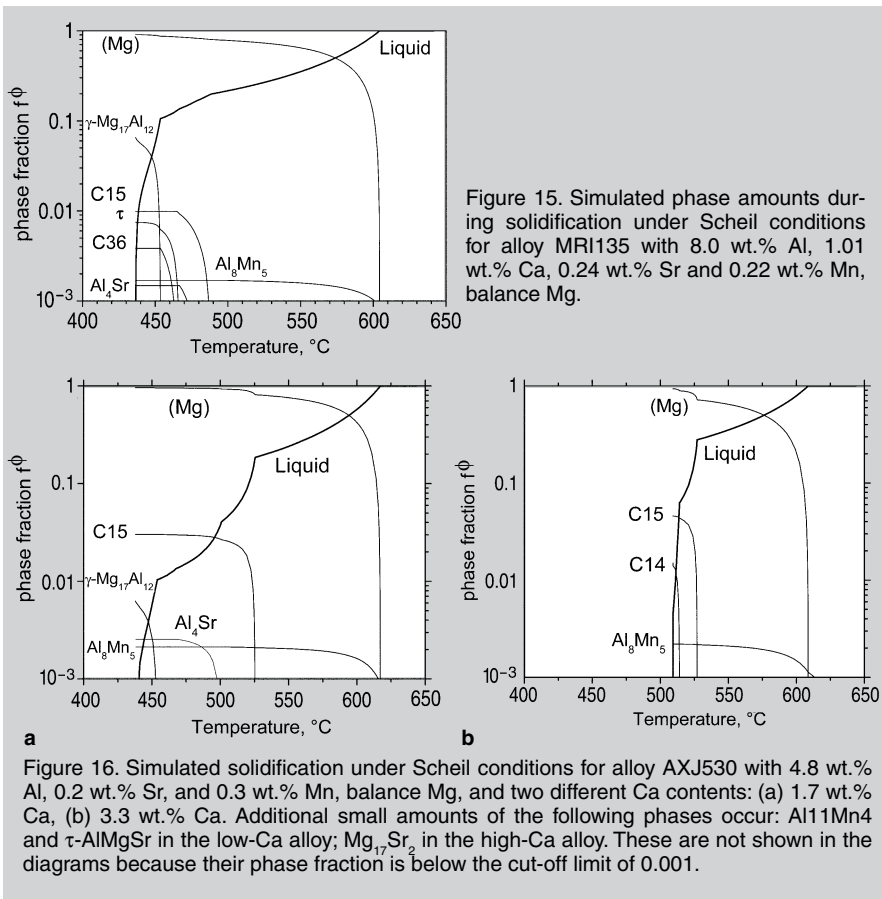 1
(Mg)
Liquid
0.1
γ-Mg17Al12
C15
0.01
τ
C36
Al8Mn5
Al4Sr
10−3
400 450 500 550 600 650
Temperature, °C
phase fraction fΦ
Figure 15. Simulated phase amounts dur-
ing solidification under Scheil conditions
for alloy MRI135 with 8.0 wt.% Al, 1.01
wt.% Ca, 0.24 wt.% Sr and 0.22 wt.% Mn,
balance Mg.
1
(Mg)
Liquid
0.1
C15
0.01
γ-Mg17Al12
Al4Sr
Al8Mn5
10−3
400 450 500 550 600 650
Temperature, °C
phase fraction fΦ
a
1
(Mg)
Liquid
0.1
C15
C14
0.01
Al8Mn5
10−3
400 450 500 550 600 650
Temperature, °C
phase fraction fΦ
b
Figure 16. Simulated solidification under Scheil conditions for alloy AXJ530 with 4.8 wt.%
Al, 0.2 wt.% Sr, and 0.3 wt.% Mn, balance Mg, and two different Ca contents: (a) 1.7 wt.%
Ca, (b) 3.3 wt.% Ca. Additional small amounts of the following phases occur: Al11Mn4
and τ-AlMgSr in the low-Ca alloy; Mg17Sr2 in the high-Ca alloy. These are not shown in the
diagrams because their phase fraction is below the cut-off limit of 0.001.